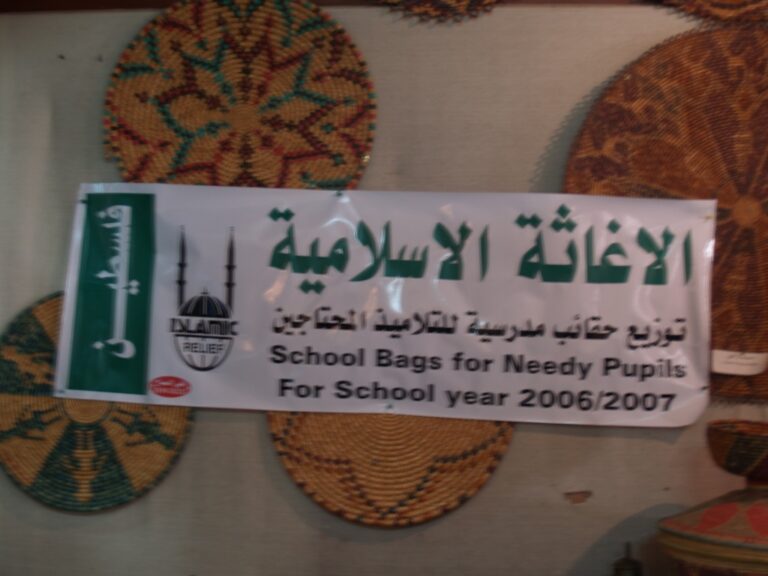 فلسطين
ISLAMIC
RELIEF
الاغاثة الاسلامية
توزيع حقائب مدرسية للتلاميذ المحتاجين
School Bags for Needy Pupils
For School year 2006/2007